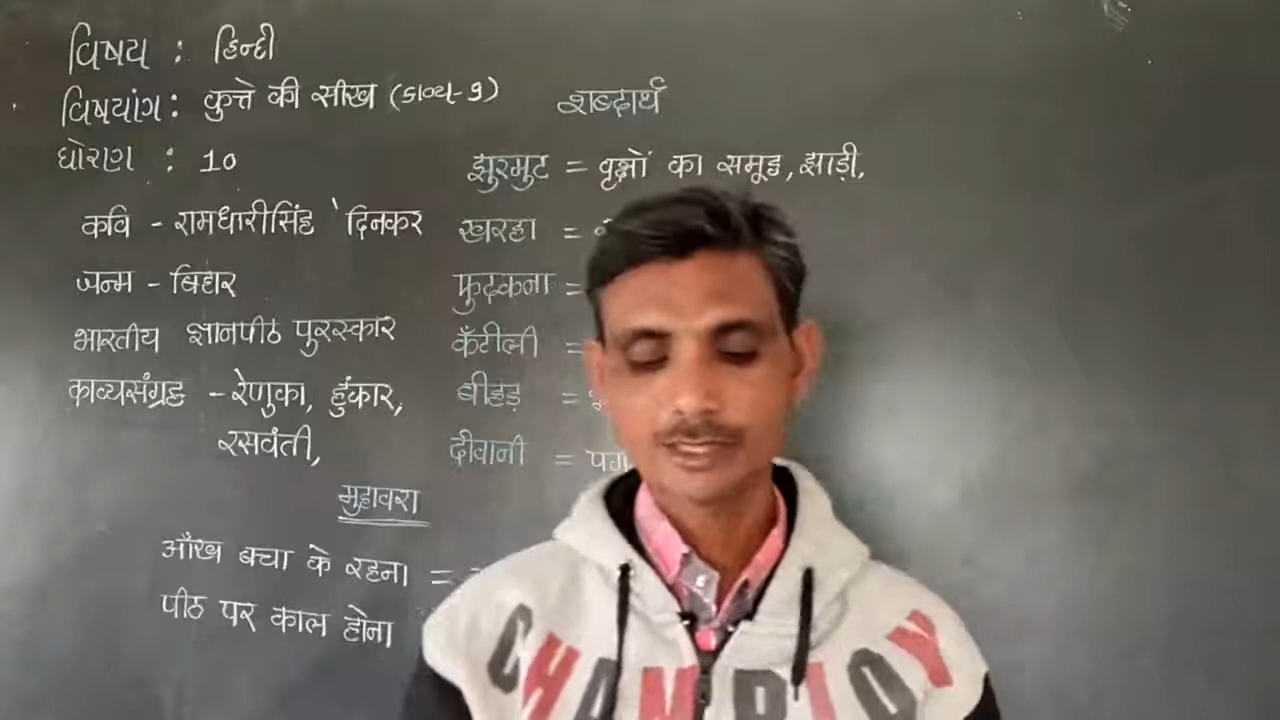 विषय : हिन्दी
विषयांग : कुत्ते की सीख (काव्य-9)
धोरण : 10
कवि - रामधारीसिंह 'दिनकर
जन्म - बिहार
भारतीय ज्ञानपीठ पुरस्कार
काव्यसंग्रह - रेणुका, हुंकार,
रसवंती,
शब्दार्थ
झुरमुट = वृक्षों का समूह, झाड़ी,
खरहा =
फुदकना =
कँटीली =
बीहड़ =
दीवानी =
मुहावरा
आँख बचा के रहना =
पीठ पर काल होना
CHAMPIOY